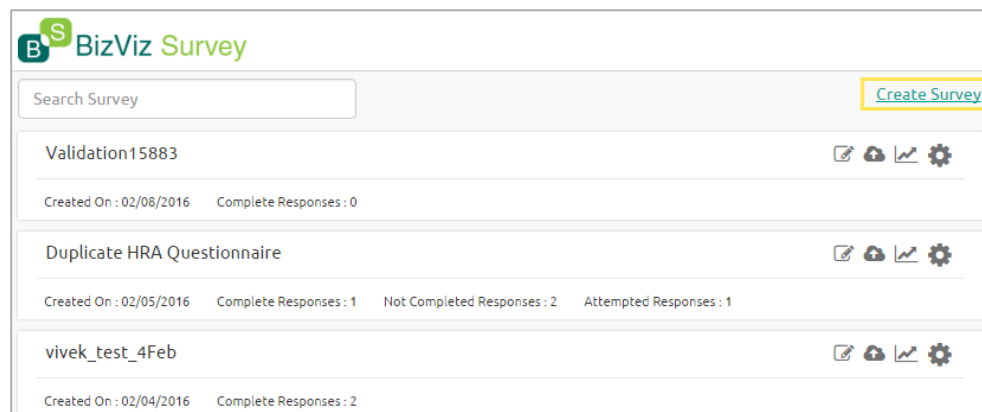 B S BizViz Survey
Search Survey
Create Survey
Validation15883
Created On : 02/08/2016 Complete Responses : 0
Duplicate HRA Questionnaire
Created On : 02/05/2016 Complete Responses : 1 Not Completed Responses : 2 Attempted Responses : 1
vivek_test_4Feb
Created On : 02/04/2016 Complete Responses : 2